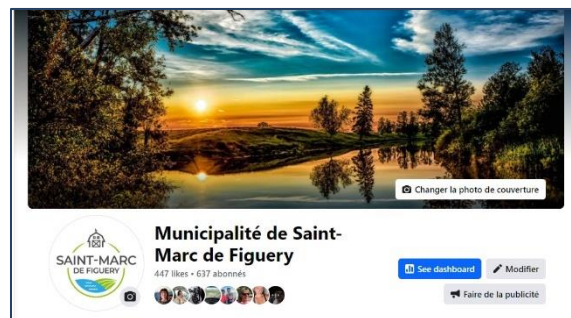 Changer la photo de couverture
SAINT-MARC
DE FIGUERY
Municipalité de Saint-
Marc de Figuery
447 likes • 637 abonnés
See dashboard
Modifier
Faire de la publicité